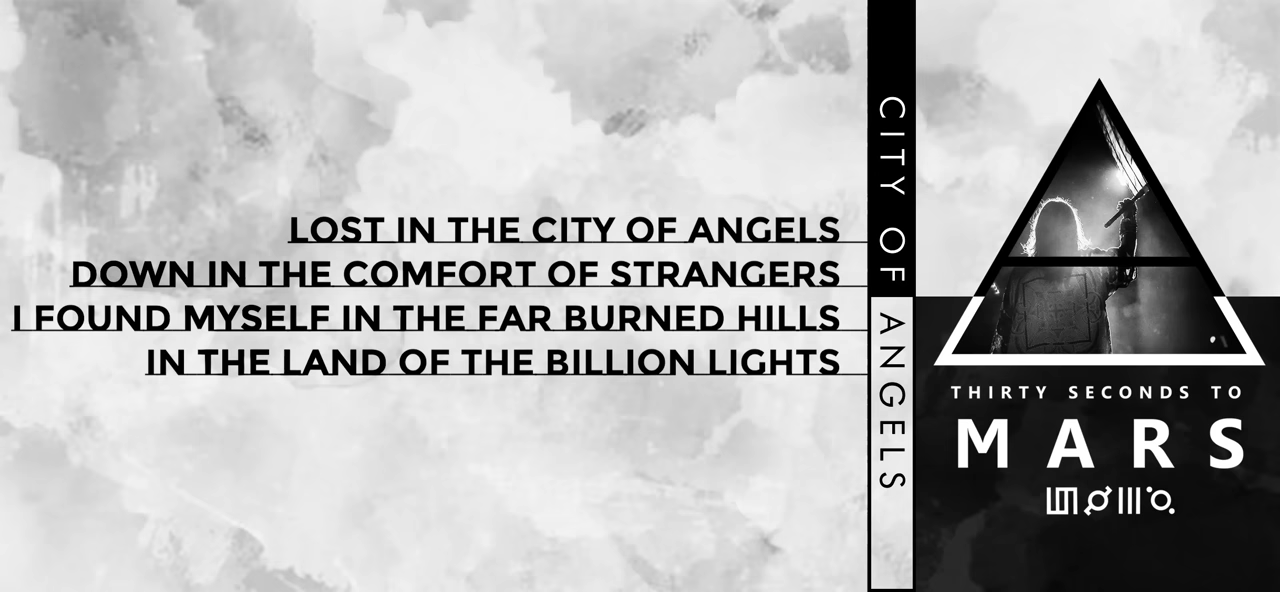 LOST IN THE CITY OF ANGELS
DOWN IN THE COMFORT OF STRANGERS
I FOUND MYSELF IN THE FAR BURNED HILLS
IN THE LAND OF THE BILLION LIGHTS
CITY OF ANGELS
THIRTY SECONDS TO
MARS